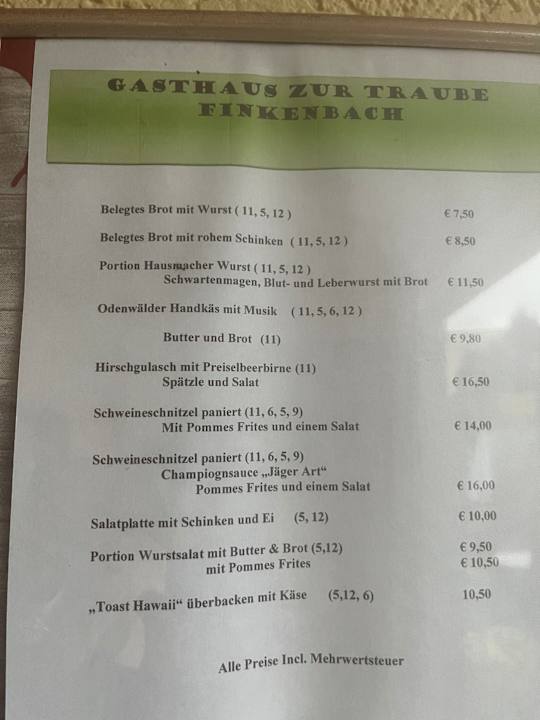 GASTHAUS ZUR TRAUBE
FINKENBACH
Belegtes Brot mit Wurst ( 11, 5, 12 ) € 7,50
Belegtes Brot mit rohem Schinken ( 11, 5, 12 ) € 8,50
Portion Hausmacher Wurst ( 11, 5, 12 )
Schwartenmagen, Blut- und Leberwurst mit Brot € 11,50
Odenwälder Handkäs mit Musik ( 11, 5, 6, 12 )
Butter und Brot (11) € 9,80
Hirschgulasch mit Preiselbeerbirne (11)
Spätzle und Salat € 16,50
Schweineschnitzel paniert (11, 6, 5, 9)
Mit Pommes Frites und einem Salat € 14,00
Schweineschnitzel paniert (11, 6, 5, 9)
Champiognsauce „Jäger Art“
Pommes Frites und einem Salat € 16,00
Salatplatte mit Schinken und Ei (5, 12) € 10,00
Portion Wurstsalat mit Butter & Brot (5,12) € 9,50
mit Pommes Frites € 10,50
„Toast Hawaii“ überbacken mit Käse (5,12, 6) 10,50
Alle Preise Incl. Mehrwertsteuer